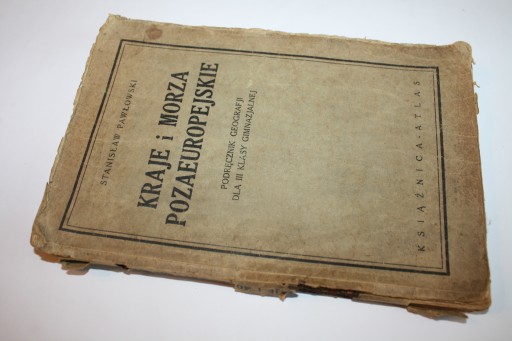 STANISŁAW PAWŁOWSKI
KRAJE i MORZA
POZAEUROPEJSKIE
PODRĘCZNIK GEOGRAFJI
DLA III KLASY GIMNAZJALNEJ
KSIĄŻNICA-ATLAS